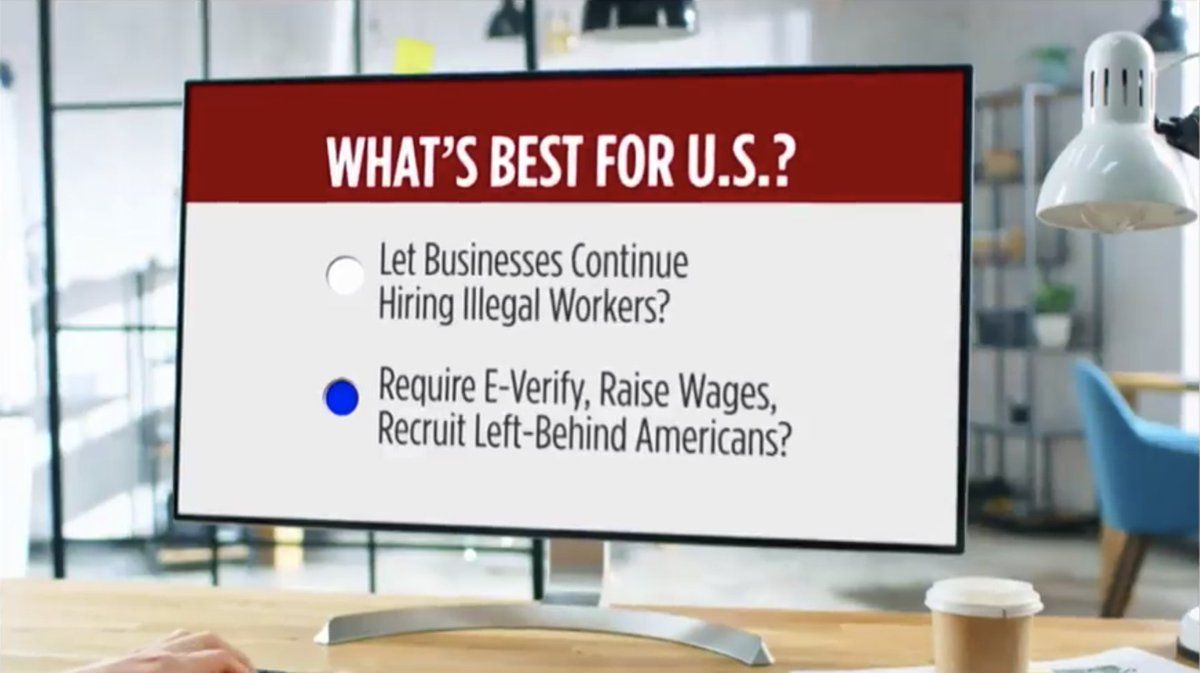 WHAT'S BEST FOR U.S.?
Let Businesses Continue
Hiring Illegal Workers?
Require E-Verify, Raise Wages,
Recruit Left-Behind Americans?